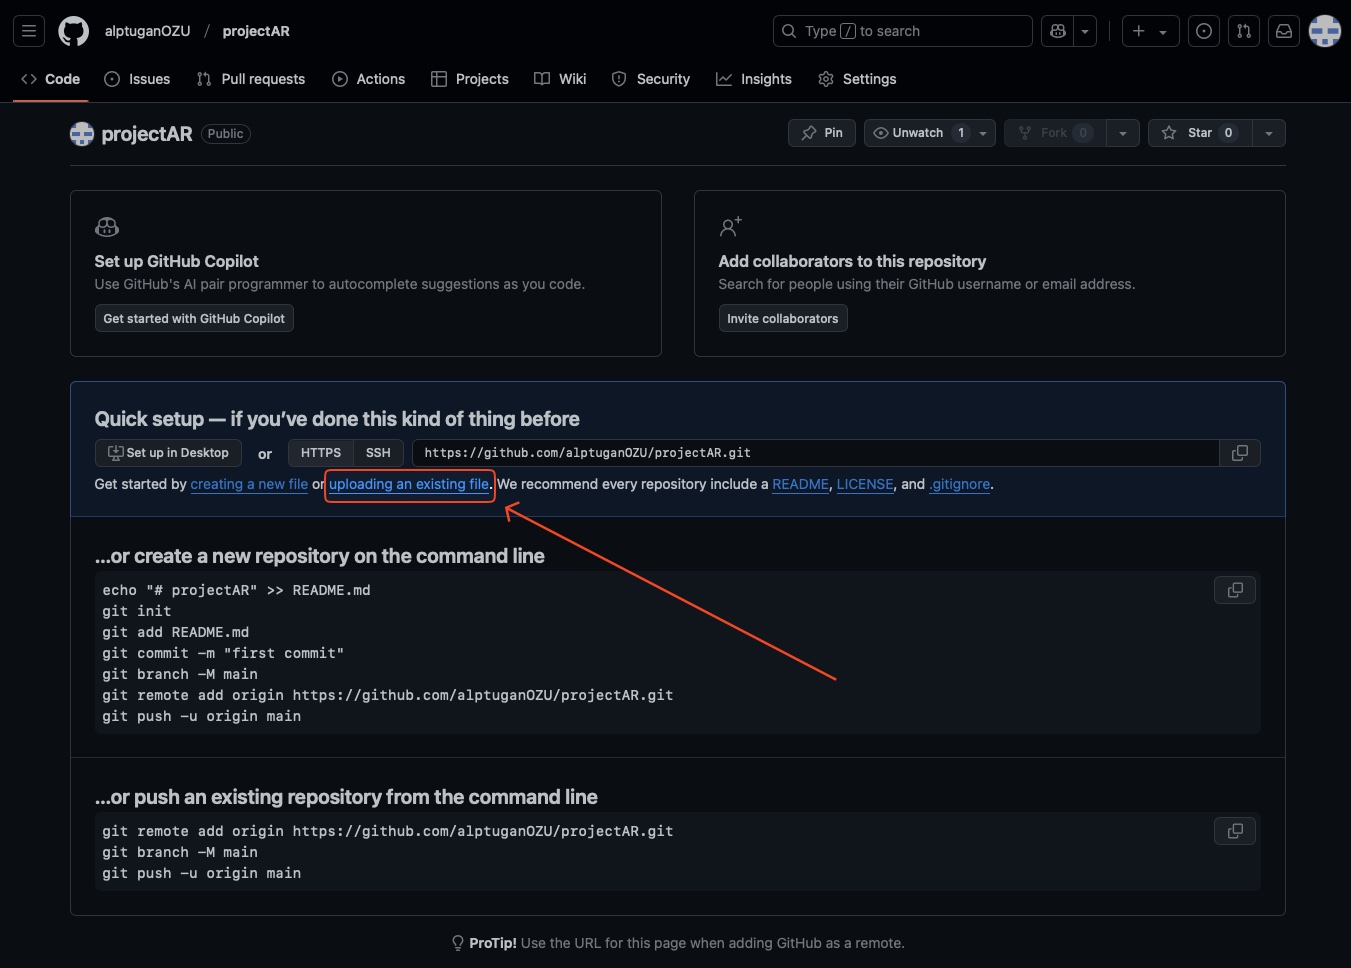 alptuganOZU / projectAR
Type / to search
Code
Issues
Pull requests
Actions
Projects
Wiki
Security
Insights
Settings
projectAR Public
Pin
Unwatch 1
Fork 0
Star 0
Set up GitHub Copilot
Use GitHub's AI pair programmer to autocomplete suggestions as you code.
Get started with GitHub Copilot
Add collaborators to this repository
Search for people using their GitHub username or email address.
Invite collaborators
Quick setup — if you've done this kind of thing before
Set up in Desktop or HTTPS SSH https://github.com/alptuganOZU/projectAR.git
Get started by creating a new file or uploading an existing file. We recommend every repository include a README, LICENSE, and .gitignore.
...or create a new repository on the command line
echo "# projectAR" >> README.md
git init
git add README.md
git commit -m "first commit"
git branch -M main
git remote add origin https://github.com/alptuganOZU/projectAR.git
git push -u origin main
...or push an existing repository from the command line
git remote add origin https://github.com/alptuganOZU/projectAR.git
git branch -M main
git push -u origin main
ProTip! Use the URL for this page when adding GitHub as a remote.